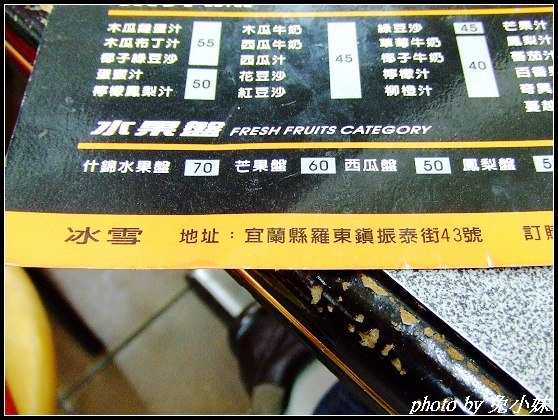 木瓜雞蛋汁
木瓜布丁汁 55
椰子綠豆沙
蛋蜜汁 50
檸檬鳳梨汁
木瓜牛奶
西瓜牛奶
西瓜汁 45
花豆沙
紅豆沙
綠豆沙 45
草莓牛奶
椰子牛奶 40
檸檬汁
柳橙汁
芒果汁
鳳梨汁
水果盤 FRESH FRUITS CATEGORY
什錦水果盤 70 芒果盤 60 西瓜盤 50 鳳梨盤 5
冰雪 地址：宜蘭縣羅東鎮振泰街43號 訂購
photo by 兔小妹